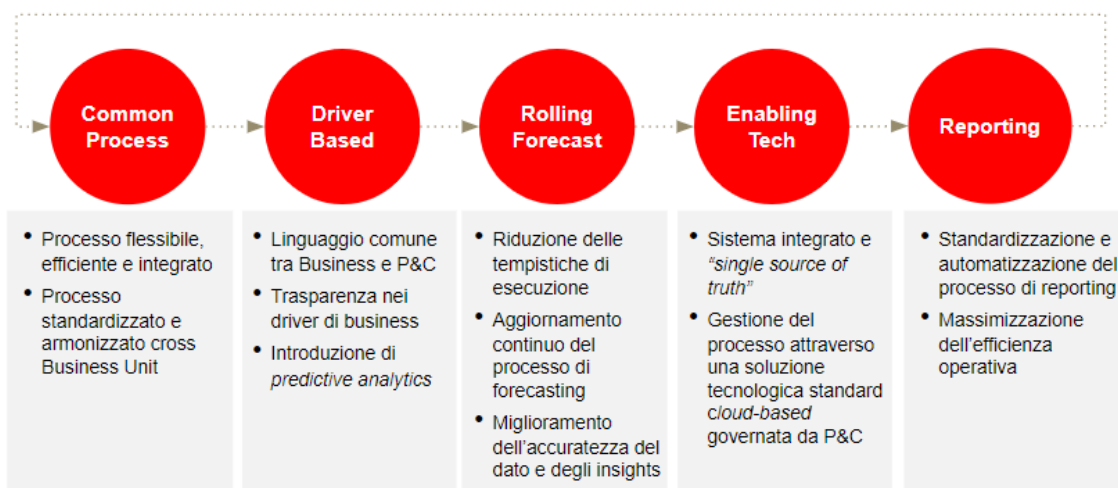 Common
Process
Driver
Based
Rolling
Forecast
Enabling
Tech
Reporting
• Processo flessibile,
efficiente e integrato
• Processo
standardizzato e
armonizzato cross
Business Unit
• Linguaggio comune
tra Business e P&C
• Trasparenza nei
driver di business
• Introduzione di
predictive analytics
• Riduzione delle
tempistiche di
esecuzione
• Aggiornamento
continuo del
processo di
forecasting
• Miglioramento
dell'accuratezza del
dato e degli insights
• Sistema integrato e
"single source of
truth"
• Gestione del
processo attraverso
una soluzione
tecnologica standard
cloud-based
governata da P&C
• Standardizzazione e
automatizzazione del
processo di reporting
• Massimizzazione
dell'efficienza
operativa